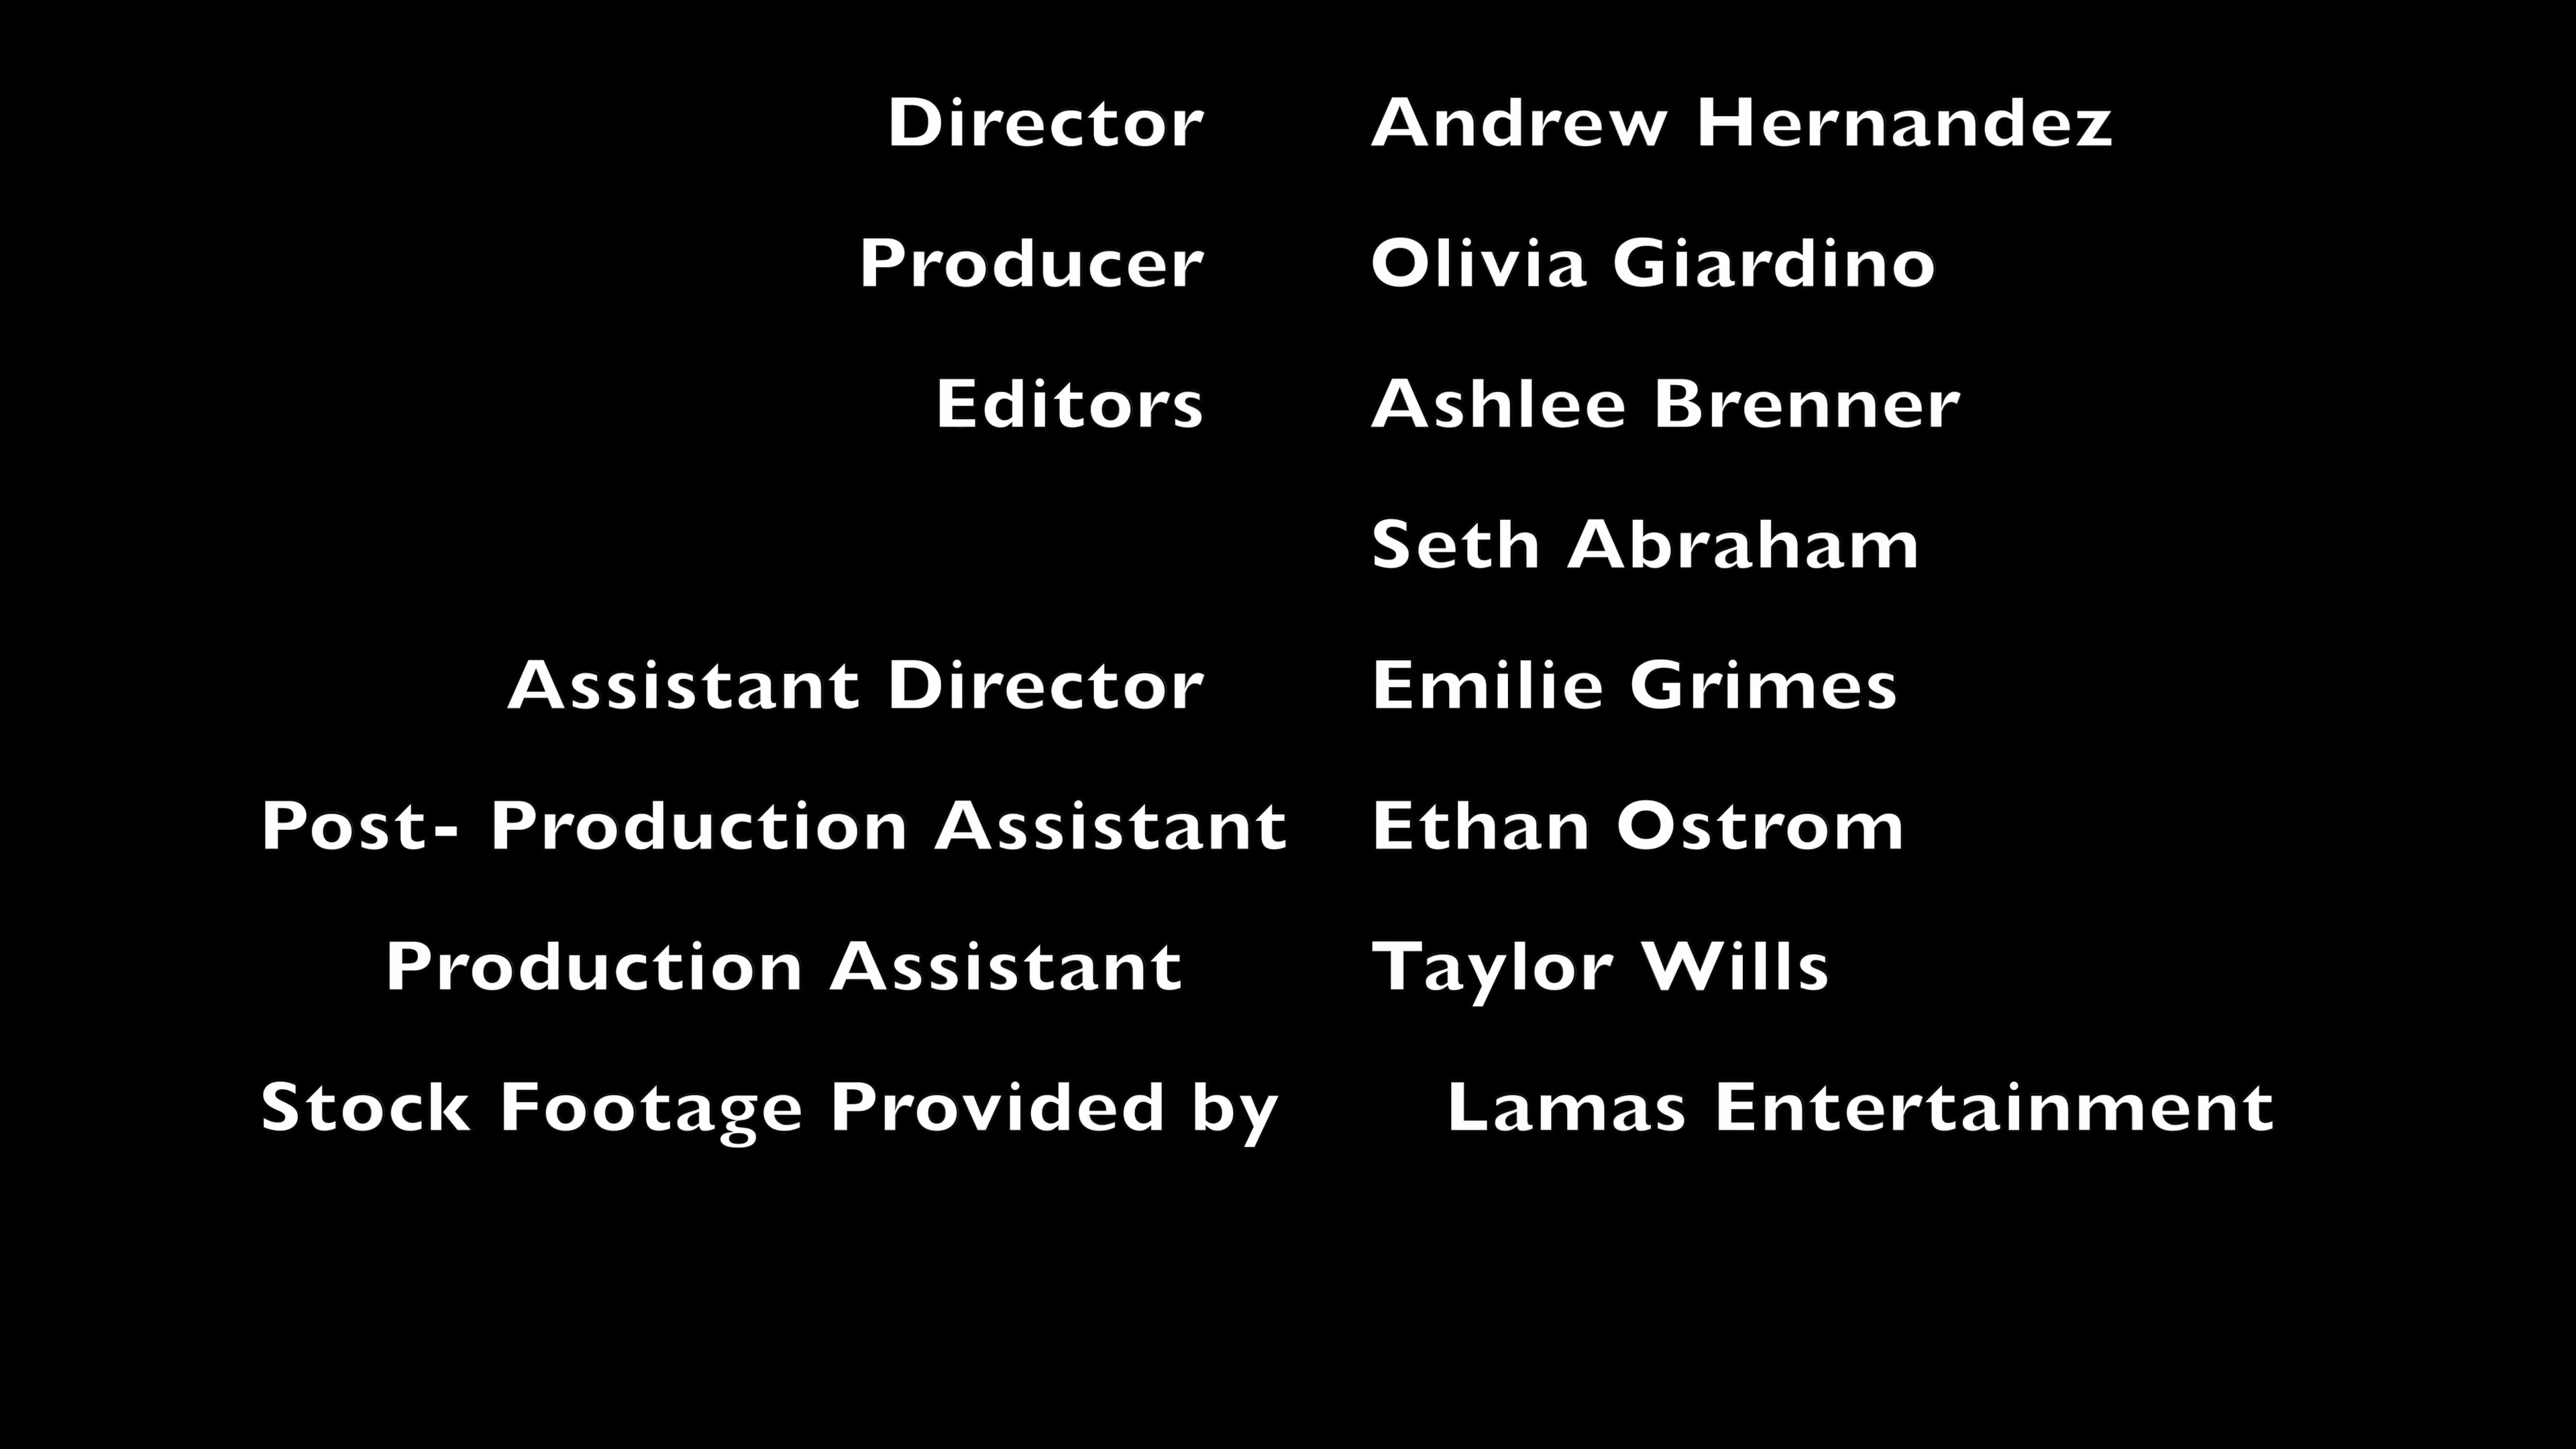 Director Andrew Hernandez
Producer Olivia Giardino
Editors Ashlee Brenner
Seth Abraham
Assistant Director Emilie Grimes
Post- Production Assistant Ethan Ostrom
Production Assistant Taylor Wills
Stock Footage Provided by Lamas Entertainment